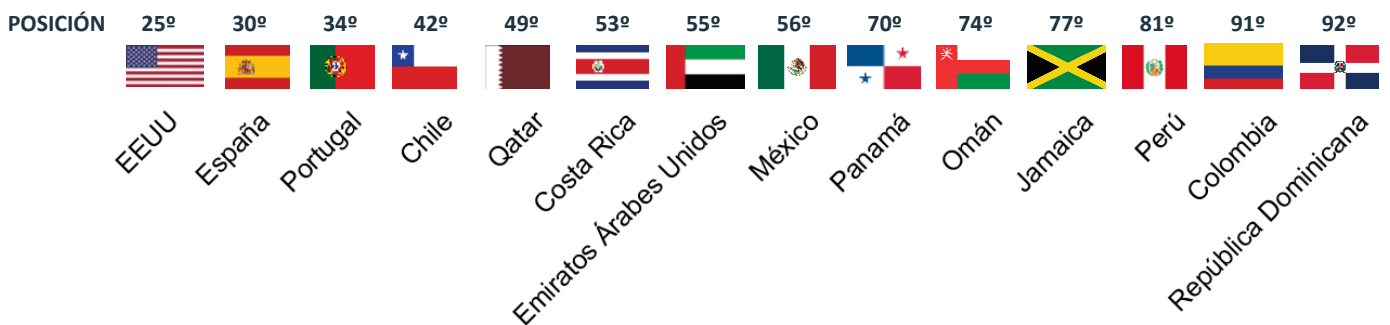 POSICIÓN 25º 30º 34º 42º 49º 53º 55º 56º 70º 74º 77º 81º 91º 92º
EEUU
España
Portugal
Chile
Qatar
Costa Rica
Emiratos Árabes Unidos
México
Panamá
Omán
Jamaica
Perú
Colombia
República Dominicana